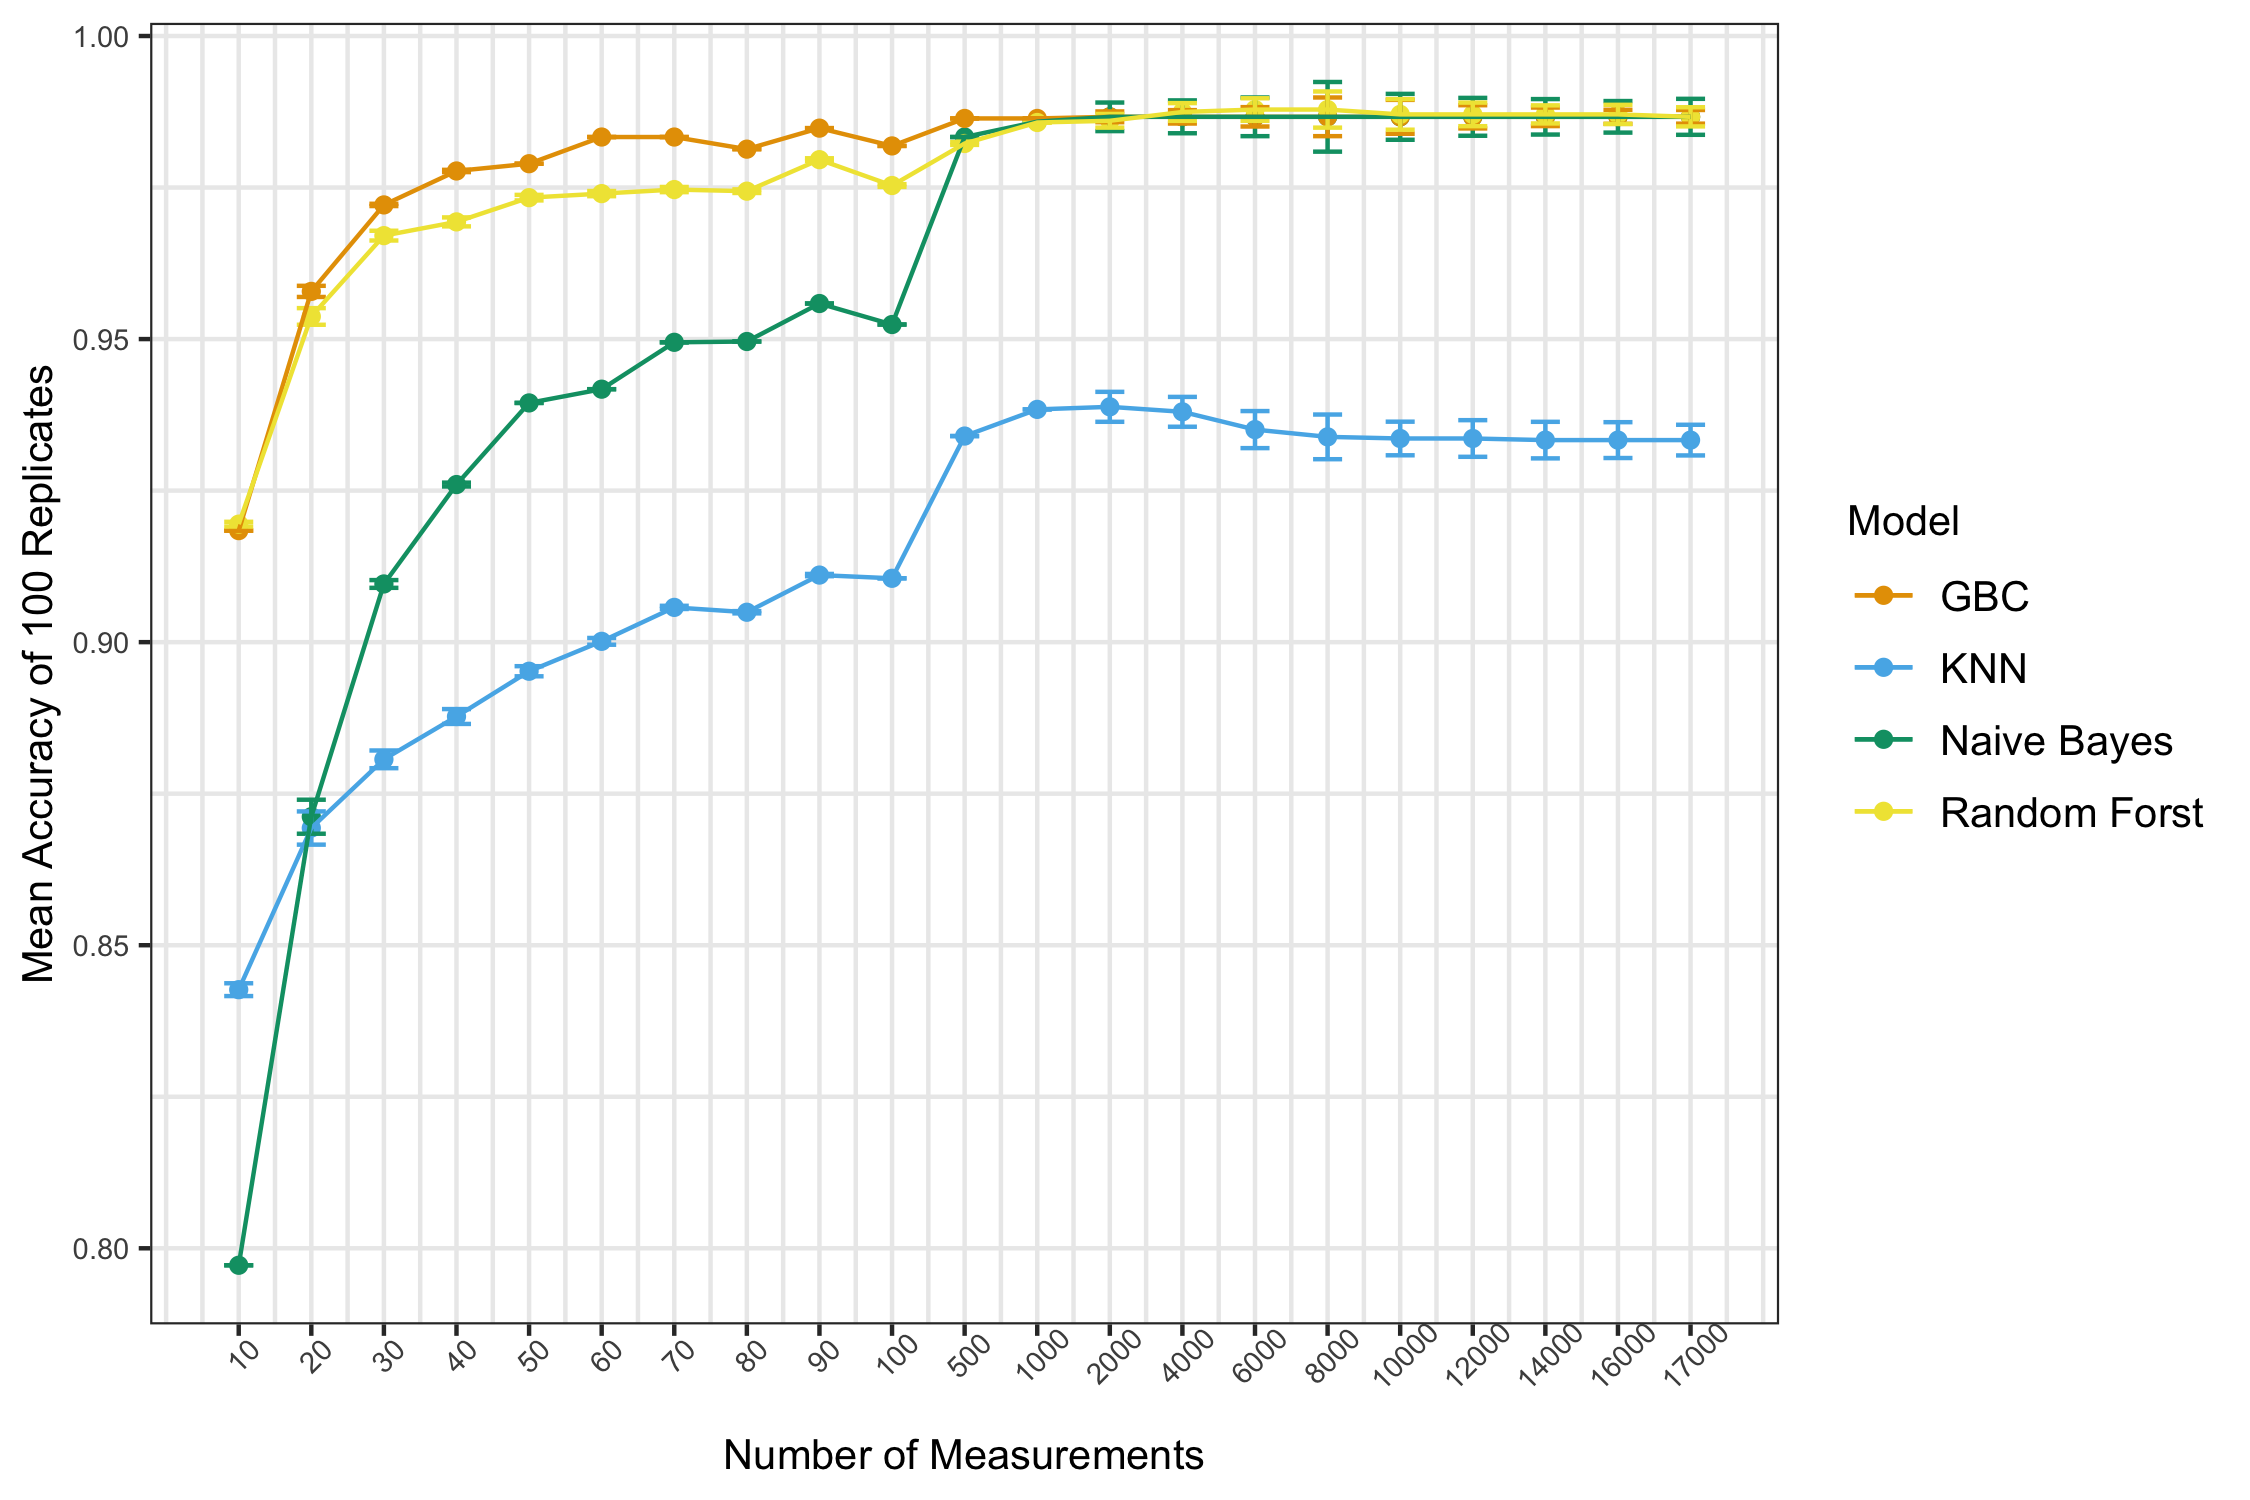 1.00
0.95
0.90
0.85
0.80
Mean Accuracy of 100 Replicates
10 20 30 40 50 60 70 80 90 100 500 1000 2000 4000 6000 8000 10000 12000 14000 16000 17000
Number of Measurements
Model
GBC
KNN
Naive Bayes
Random Forst